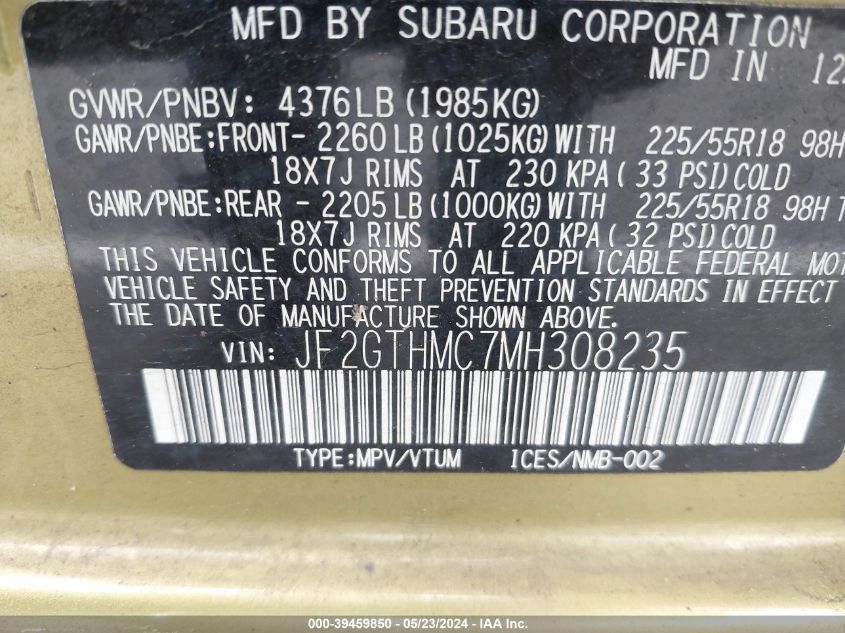 MFD BY SUBARU CORPORATION
MFD IN
GVWR/PNBV: 4376LB (1985KG)
GAWR/PNBE:FRONT- 2260 LB (1025KG) WITH 225/55R18 98H
18X7J RIMS AT 230 KPA ( 33 PSI) COLD
GAWR/PNBE:REAR - 2205 LB (1000KG) WITH 225/55R18 98H
18X7J RIMS AT 220 KPA ( 32 PSI) COLD
THIS VEHICLE CONFORMS TO ALL APPLICABLE FEDERAL
VEHICLE SAFETY AND THEFT PREVENTION STANDARDS IN EFFECT
THE DATE OF MANUFACTURE SHOWN ABOVE.
VIN: JF2GTHMC7MH308235
TYPE:MPV/VTUM ICES/NMB-002
000-39459850 - 05/23/2024 - IAA Inc.